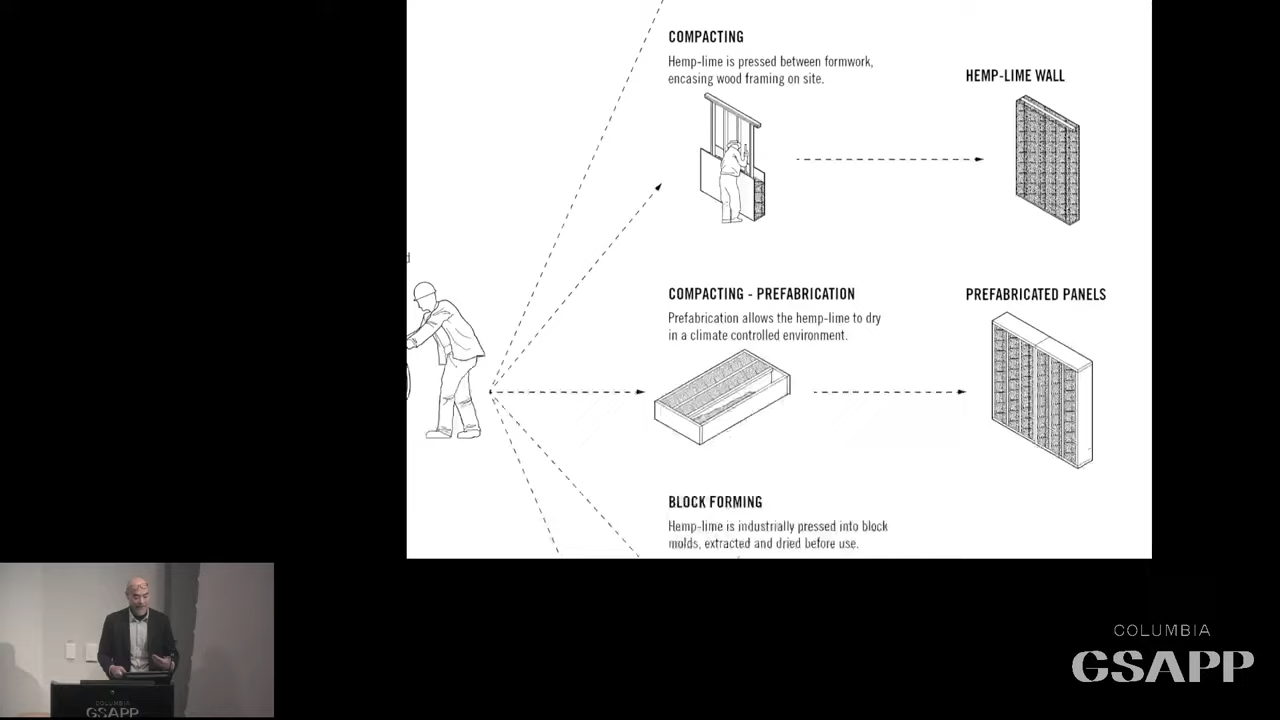 COMPACTING
Hemp-lime is pressed between formwork,
encasing wood framing on site.
HEMP-LIME WALL
COMPACTING - PREFABRICATION
Prefabrication allows the hemp-lime to dry
in a climate controlled environment.
PREFABRICATED PANELS
BLOCK FORMING
Hemp-lime is industrially pressed into block
molds, extracted and dried before use.
COLUMBIA
GSAPP
COLUMBIA
GSAPP